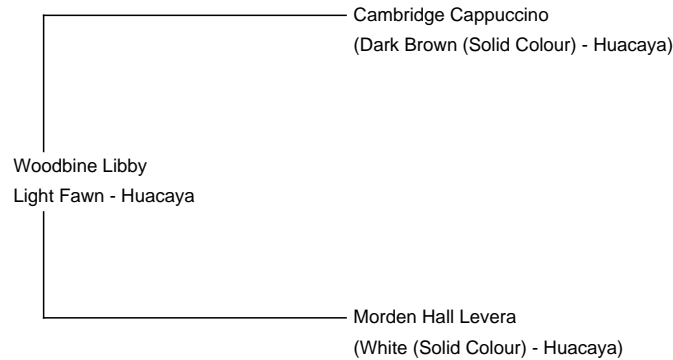 Cambridge Cappuccino
(Dark Brown (Solid Colour) - Huacaya)
Woodbine Libby
Light Fawn - Huacaya
Morden Hall Levera
(White (Solid Colour) - Huacaya)